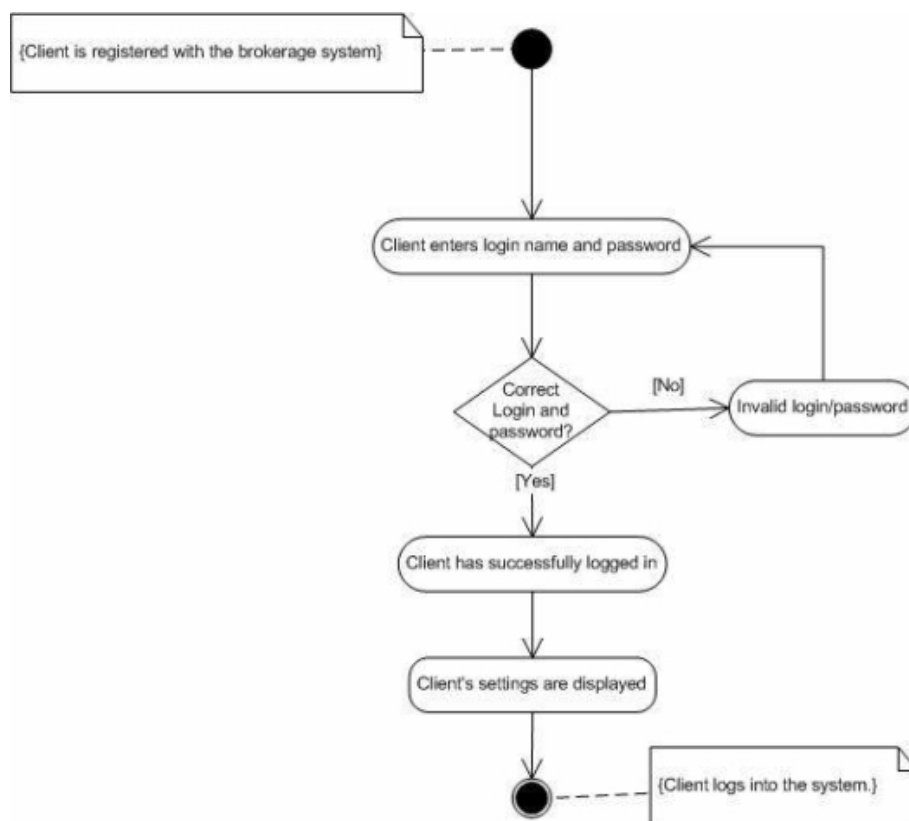 {Client is registered with the brokerage system}
Client enters login name and password
Correct
Login and
password?
[No]
Invalid login/password
[Yes]
Client has successfully logged in
Client's settings are displayed
{Client logs into the system.}